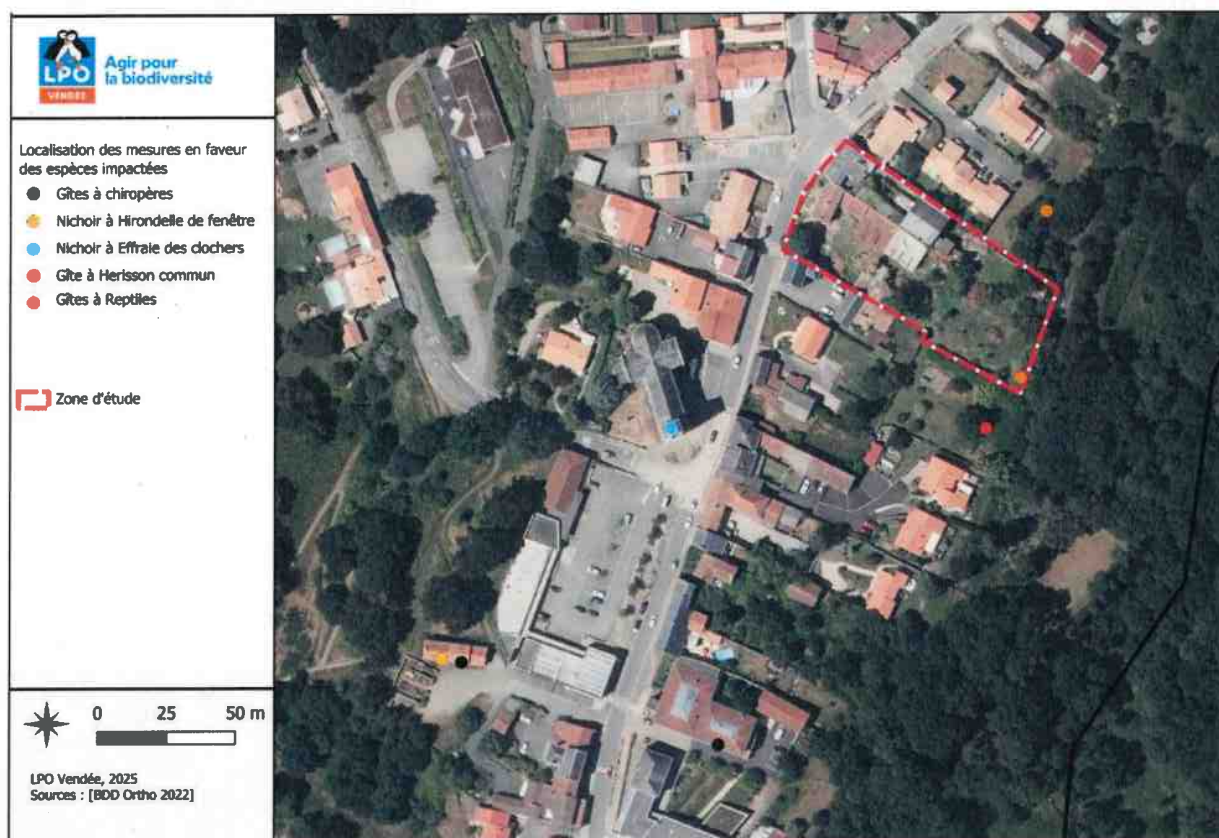 LPO
VENDÉE
Agir pour
la biodiversité
Localisation des mesures en faveur
des espèces impactées
Gîtes à chiropères
Nichoir à Hirondelle de fenêtre
Nichoir à Effraie des clochers
Gîte à Herisson commun
Gîtes à Reptiles
Zone d'étude
0 25 50 m
LPO Vendée, 2025
Sources : [BDD Ortho 2022]